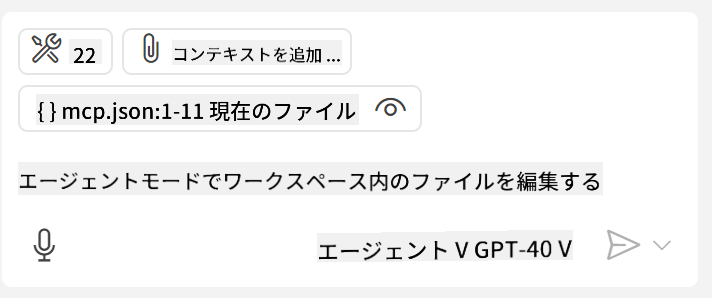 22
コンテキストを追加...
{} mcp.json:1-11 現在のファイル
エージェントモードでワークスペース内のファイルを編集する
エージェント V GPT-40 V